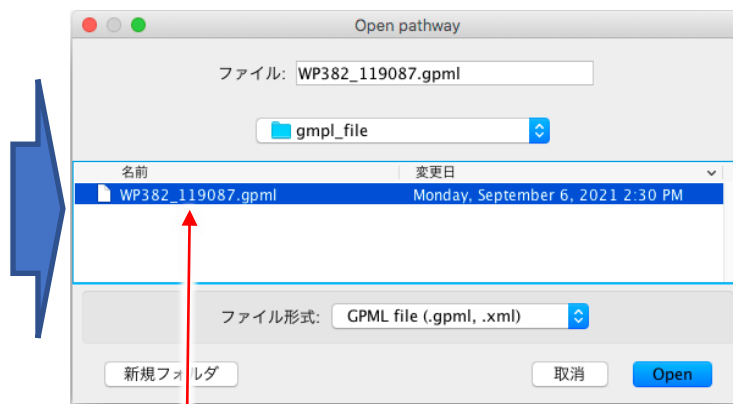 Open pathway
ファイル: WP382_119087.gpml
gmpl_file
名前 変更日
WP382_119087.gpml Monday, September 6, 2021 2:30 PM
ファイル形式: GPML file (.gpml, .xml)
新規フォルダ 取消 Open